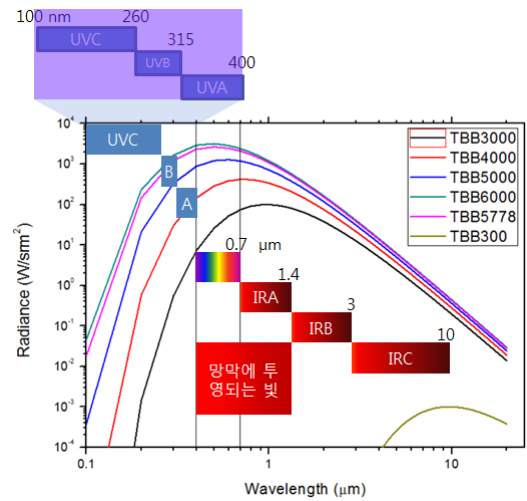 100 nm 260
UVC 315
UVB 400
UVA
10⁴
10³
10²
10¹
10⁰
10⁻¹
10⁻²
10⁻³
10⁻⁴
Radiance (W/srm²)
UVC
B
A
TBB3000
TBB4000
TBB5000
TBB6000
TBB5778
TBB300
0.7 μm
IRA 1.4
IRB 3
IRC 10
망막에 투
영되는 빛
0.1 1 10
Wavelength (μm)